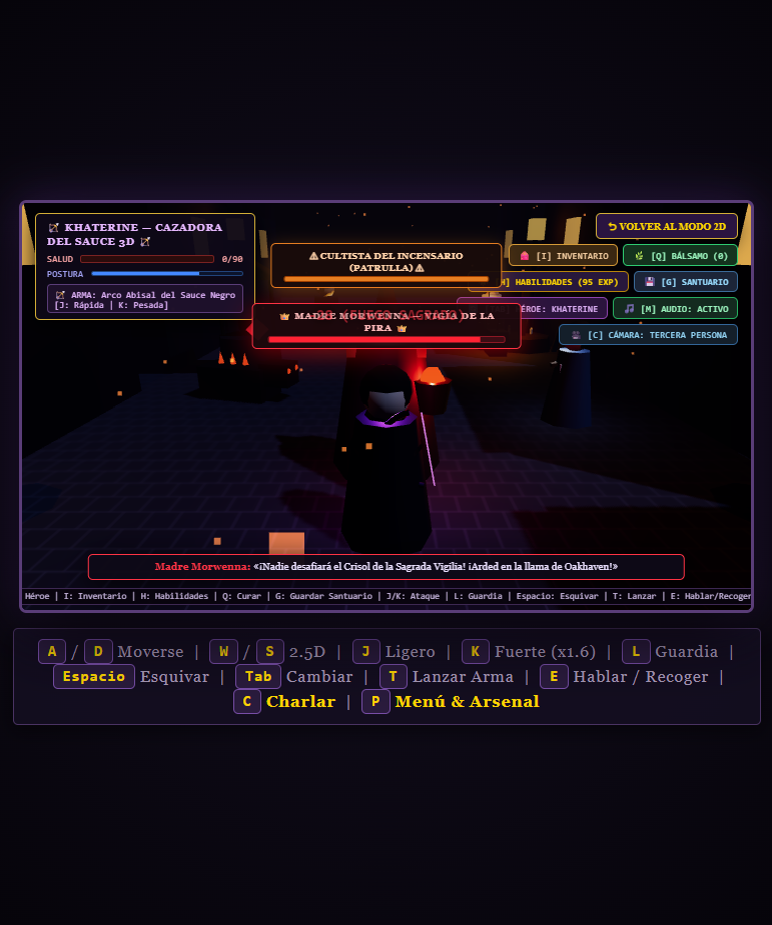 KHATERINE — CAZADORA
DEL SAUCE 3D
SALUD 0/90
POSTURA
ARMA: Arco Abisal del Sauce Negro
[J: Rápida | K: Pesada]
⚠CULTISTA DEL INCENSARIO
(PATRULLA)⚠
MADRE MORWENNA — VIGÍA DE LA
PIRA
VOLVER AL MODO 2D
[I] INVENTARIO
[Q] BÁLSAMO (0)
HABILIDADES (95 EXP)
[G] SANTUARIO
KHATERINE
[M] AUDIO: ACTIVO
[C] CÁMARA: TERCERA PERSONA
Madre Morwenna: «¡Nadie desafiará el Crisol de la Sagrada Vigilia! ¡Arded en la llama de Oakhaven!»
Héroe | I: Inventario | H: Habilidades | Q: Curar | G: Guardar Santuario | J/K: Ataque | L: Guardia | Espacio: Esquivar | T: Lanzar | E: Hablar/Recoger
A / D Moverse | W / S 2.5D | J Ligero | K Fuerte (x1.6) | L Guardia |
Espacio Esquivar | Tab Cambiar | T Lanzar Arma | E Hablar / Recoger |
C Charlar | P Menú & Arsenal